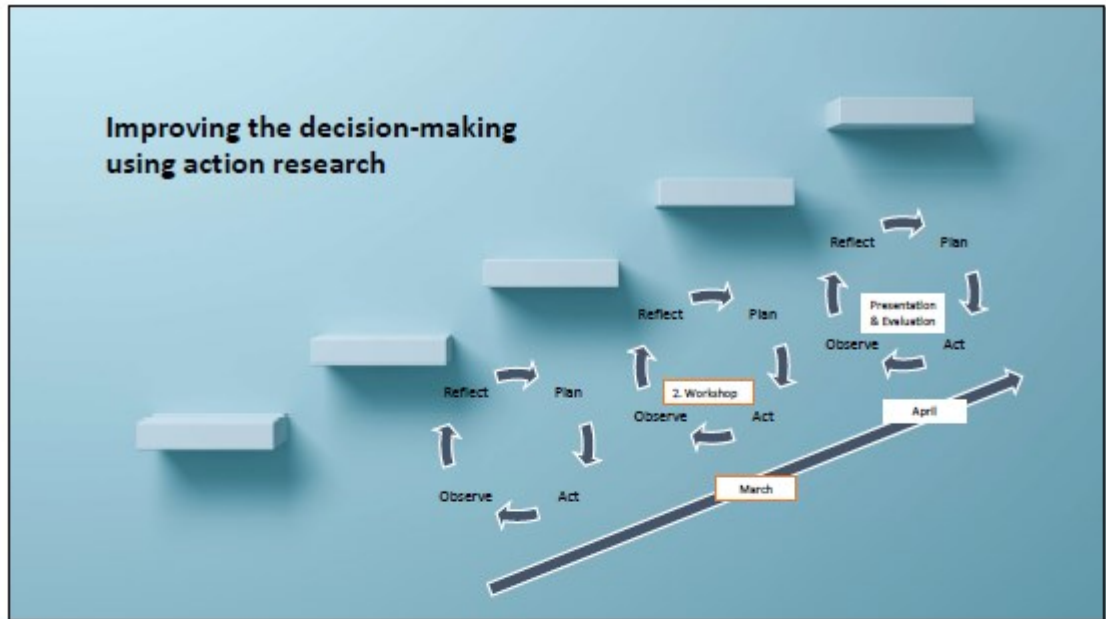 Improving the decision-making
using action research
Reflect
Plan
Observe
Act
Reflect
Plan
2. Workshop
Observe
Act
Reflect
Plan
Presentation
& Evaluation
Observe
Act
March
April